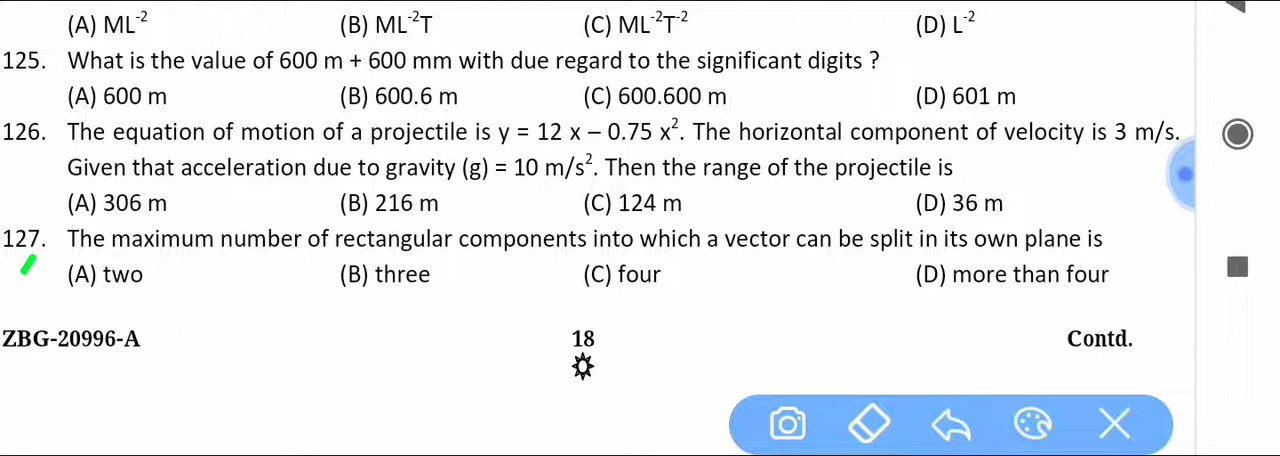 (A) ML⁻² (B) ML⁻²T (C) ML⁻²T⁻² (D) L⁻²
125. What is the value of 600 m + 600 mm with due regard to the significant digits ?
(A) 600 m (B) 600.6 m (C) 600.600 m (D) 601 m
126. The equation of motion of a projectile is y = 12 x – 0.75 x². The horizontal component of velocity is 3 m/s.
Given that acceleration due to gravity (g) = 10 m/s². Then the range of the projectile is
(A) 306 m (B) 216 m (C) 124 m (D) 36 m
127. The maximum number of rectangular components into which a vector can be split in its own plane is
(A) two (B) three (C) four (D) more than four
ZBG-20996-A 18 Contd.